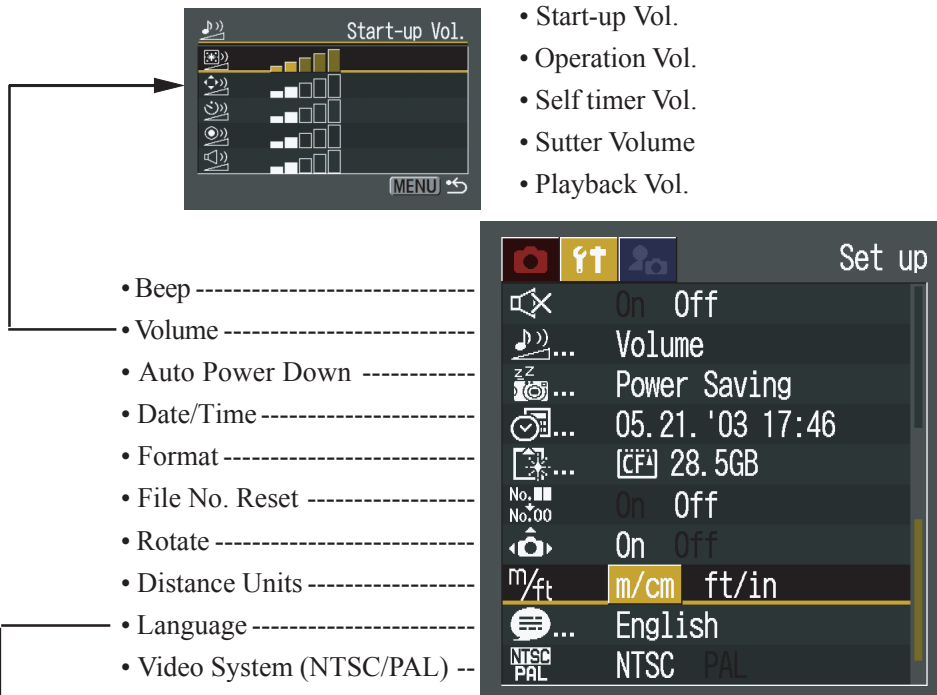 Start-up Vol.
MENU
• Start-up Vol.
• Operation Vol.
• Self timer Vol.
• Sutter Volume
• Playback Vol.
• Beep ------------------------------
• Volume ---------------------------
• Auto Power Down ------------
• Date/Time-----------------------
• Format---------------------------
• File No. Reset ------------------
• Rotate ----------------------------
• Distance Units ------------------
• Language ------------------------
• Video System (NTSC/PAL) --
Set up
On Off
... Volume
zz ... Power Saving
... 05.21.'03 17:46
... [CF] 28.5GB
No. No.00 On Off
On Off
m/ft m/cm ft/in
... English
NTSC PAL NTSC PAL